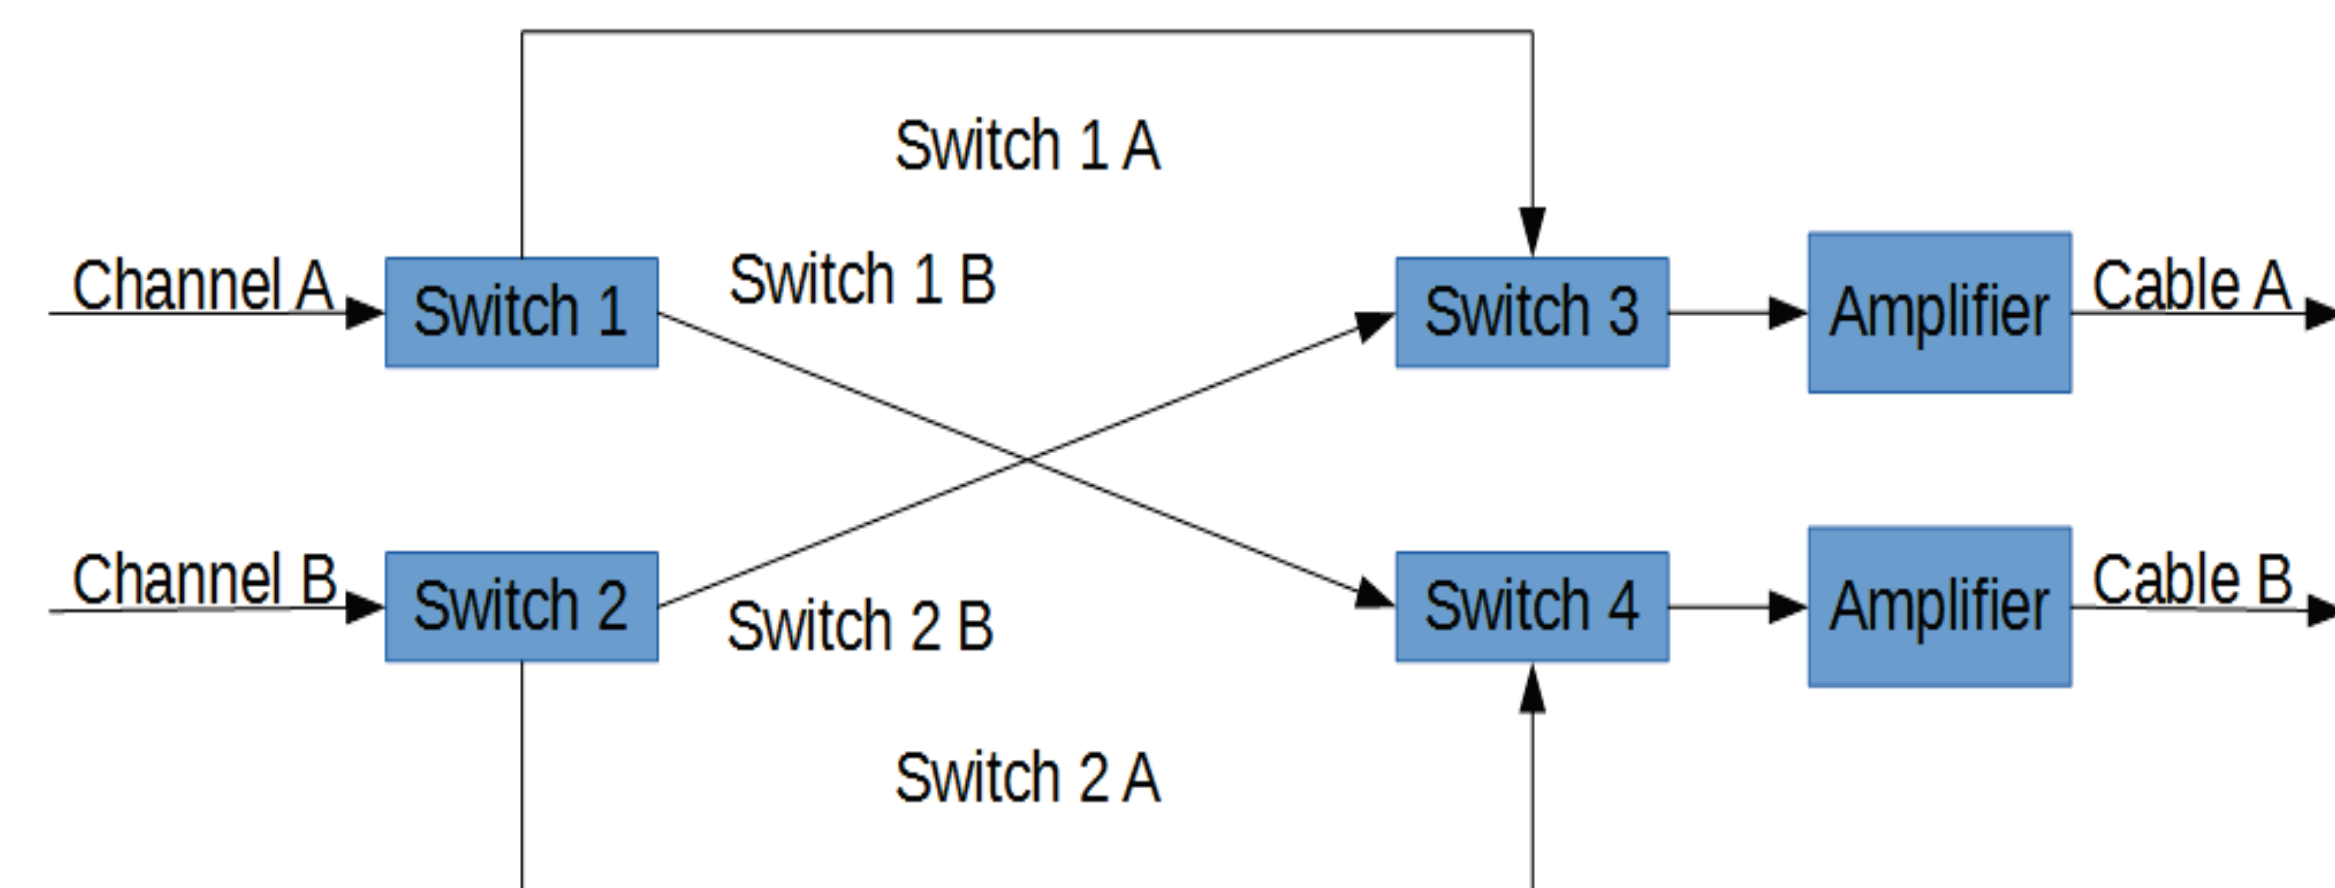 Switch 1 A
Switch 1 B
Channel A
Switch 1
Switch 3
Amplifier
Cable A
Channel B
Switch 2
Switch 2 B
Switch 4
Amplifier
Cable B
Switch 2 A